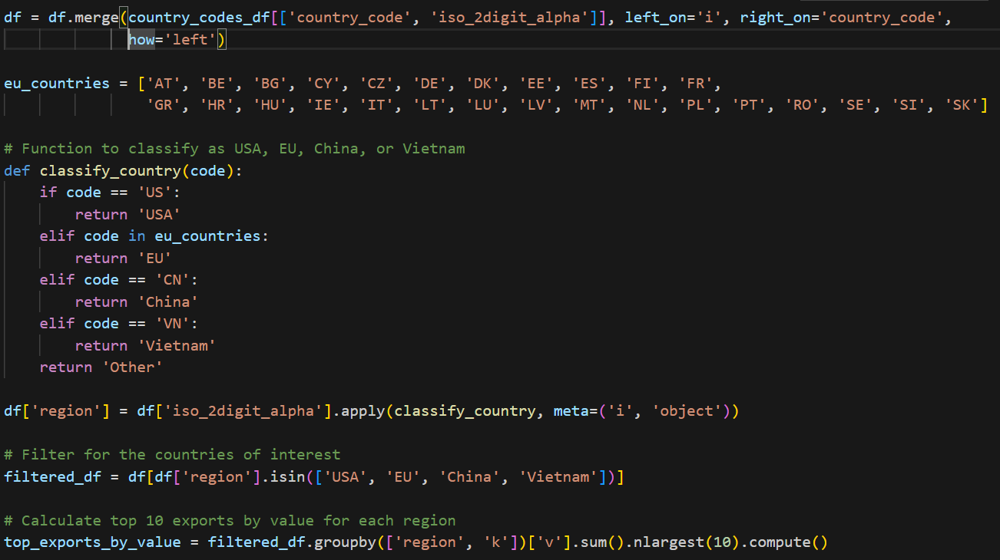 df = df.merge(country_codes_df[['country_code', 'iso_2digit_alpha']], left_on='i', right_on='country_code',
              how='left')

eu_countries = ['AT', 'BE', 'BG', 'CY', 'CZ', 'DE', 'DK', 'EE', 'ES', 'FI', 'FR',
                'GR', 'HR', 'HU', 'IE', 'IT', 'LT', 'LU', 'LV', 'MT', 'NL', 'PL', 'PT', 'RO', 'SE', 'SI', 'SK']

# Function to classify as USA, EU, China, or Vietnam
def classify_country(code):
    if code == 'US':
        return 'USA'
    elif code in eu_countries:
        return 'EU'
    elif code == 'CN':
        return 'China'
    elif code == 'VN':
        return 'Vietnam'
    return 'Other'

df['region'] = df['iso_2digit_alpha'].apply(classify_country, meta=('i', 'object'))

# Filter for the countries of interest
filtered_df = df[df['region'].isin(['USA', 'EU', 'China', 'Vietnam'])]

# Calculate top 10 exports by value for each region
top_exports_by_value = filtered_df.groupby(['region', 'k'])['v'].sum().nlargest(10).compute()